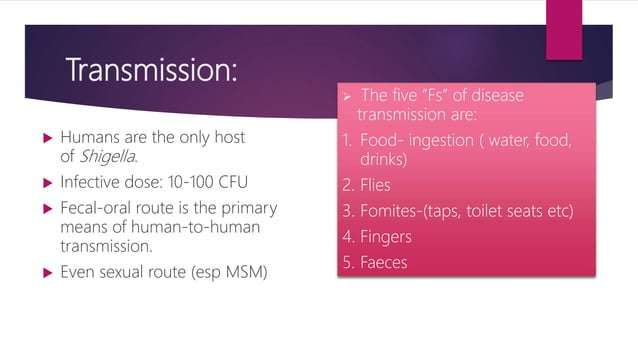 Transmission:
Humans are the only host
of Shigella.
Infective dose: 10-100 CFU
Fecal-oral route is the primary
means of human-to-human
transmission.
Even sexual route (esp MSM)
The five “Fs” of disease
transmission are:
1. Food- ingestion ( water, food,
drinks)
2. Flies
3. Fomites-(taps, toilet seats etc)
4. Fingers
5. Faeces